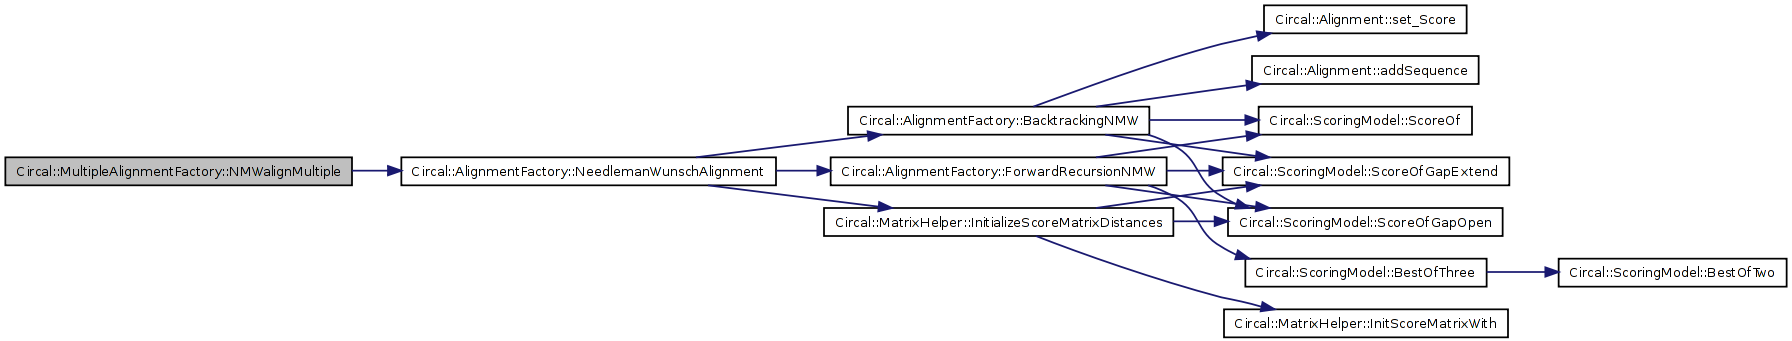 Circal::MultipleAlignmentFactory::NMWalignMultiple
Circal::AlignmentFactory::NeedlemanWunschAlignment
Circal::AlignmentFactory::BacktrackingNMW
Circal::AlignmentFactory::ForwardRecursionNMW
Circal::MatrixHelper::InitializeScoreMatrixDistances
Circal::Alignment::set_Score
Circal::Alignment::addSequence
Circal::ScoringModel::ScoreOf
Circal::ScoringModel::ScoreOfGapExtend
Circal::ScoringModel::ScoreOfGapOpen
Circal::ScoringModel::BestOfThree
Circal::MatrixHelper::InitScoreMatrixWith
Circal::ScoringModel::BestOfTwo